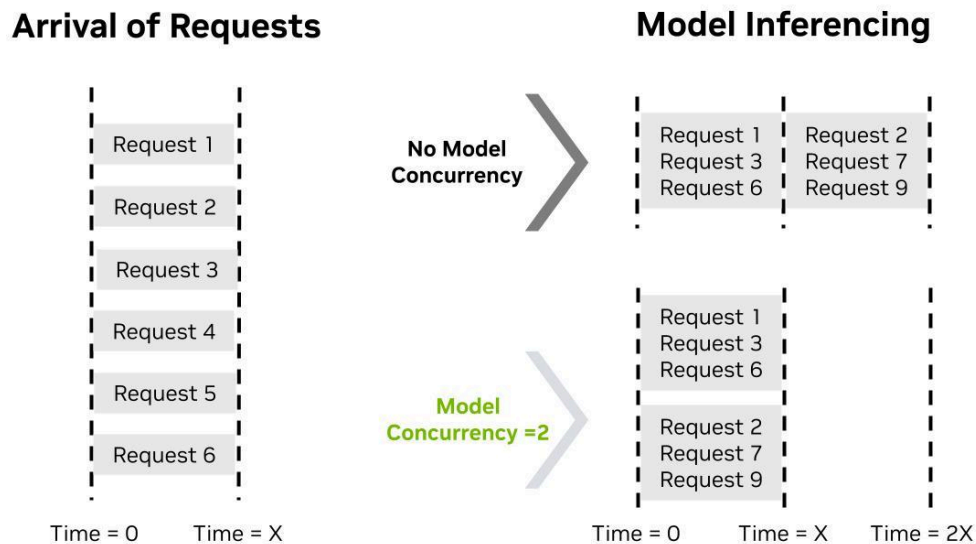 Arrival of Requests
Model Inferencing
Request 1
Request 2
Request 3
Request 4
Request 5
Request 6
Time = 0
Time = X
No Model
Concurrency
Request 1
Request 3
Request 6
Request 2
Request 7
Request 9
Model
Concurrency =2
Request 1
Request 3
Request 6
Request 2
Request 7
Request 9
Time = 0
Time = X
Time = 2X